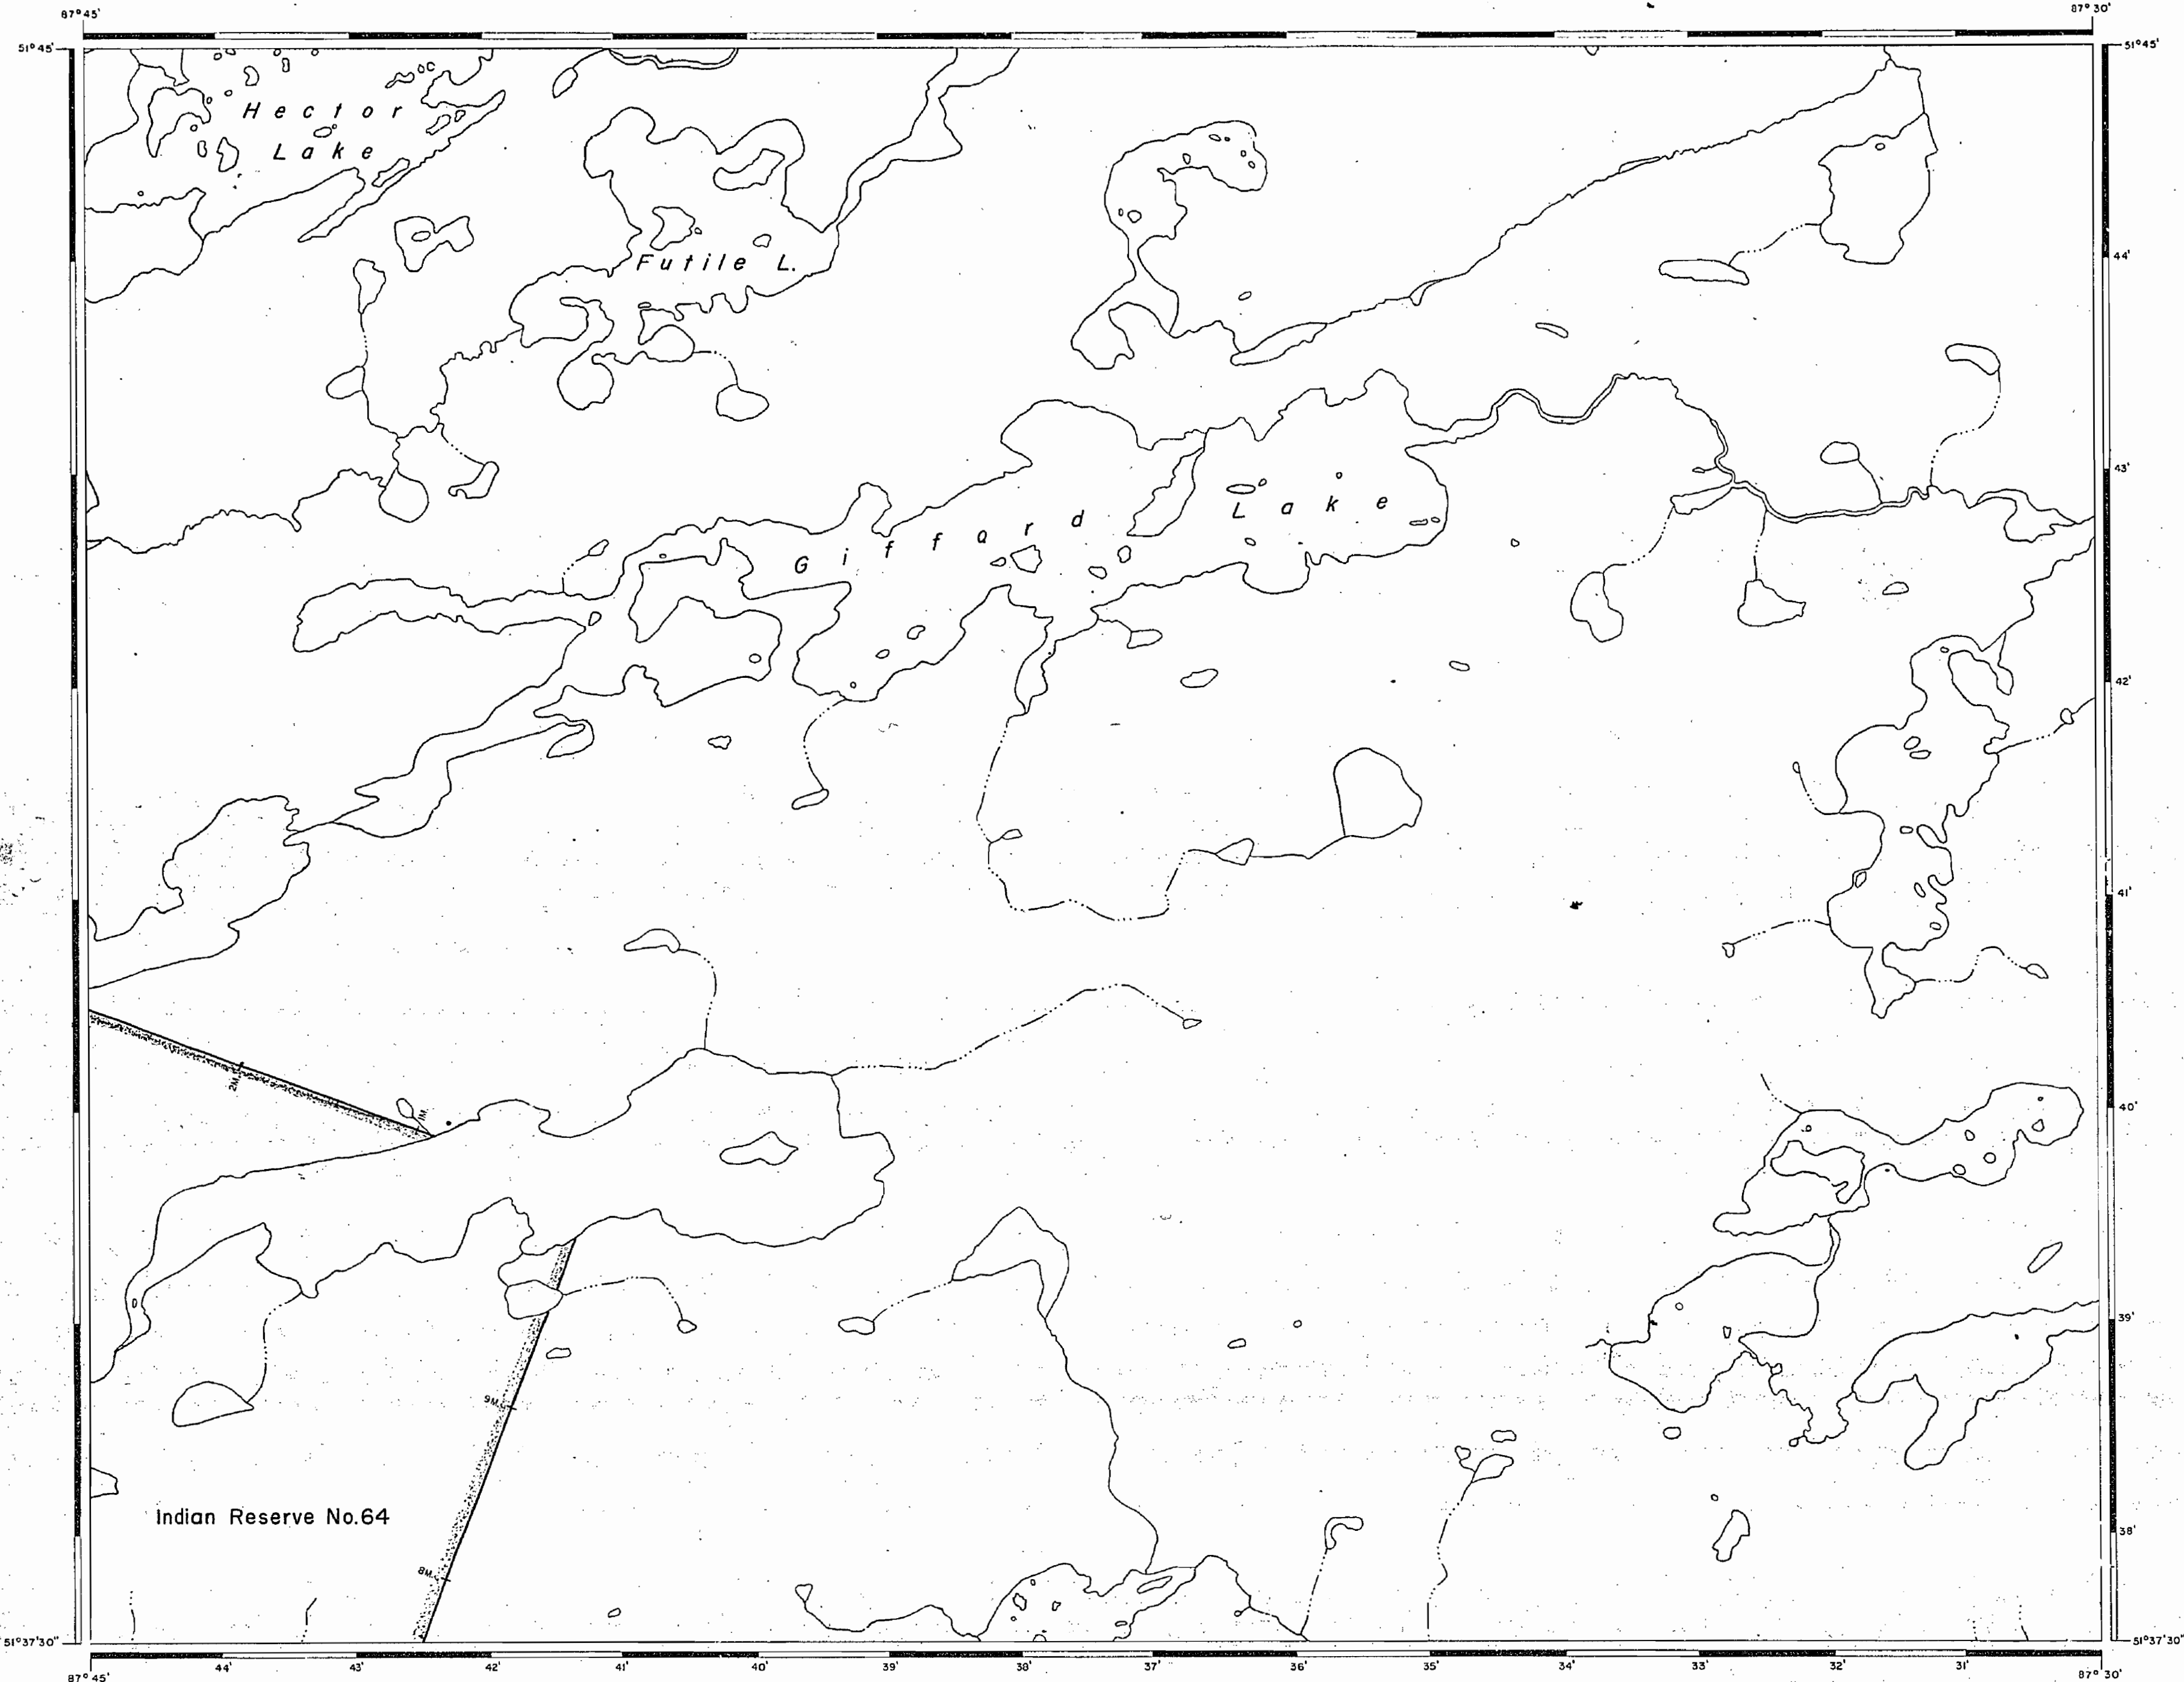 87°45' 87°30'
51°45' 51°45'
Hector
Lake
Futile L.
44'
43'
Giffard Lake
42'
41'
2M.
1M.
40'
39'
9M.
Indian Reserve No.64
38'
8M.
51°37'30" 51°37'30"
87°45' 44' 43' 42' 41' 40' 39' 38' 37' 36' 35' 34' 33' 32' 31' 87°30'